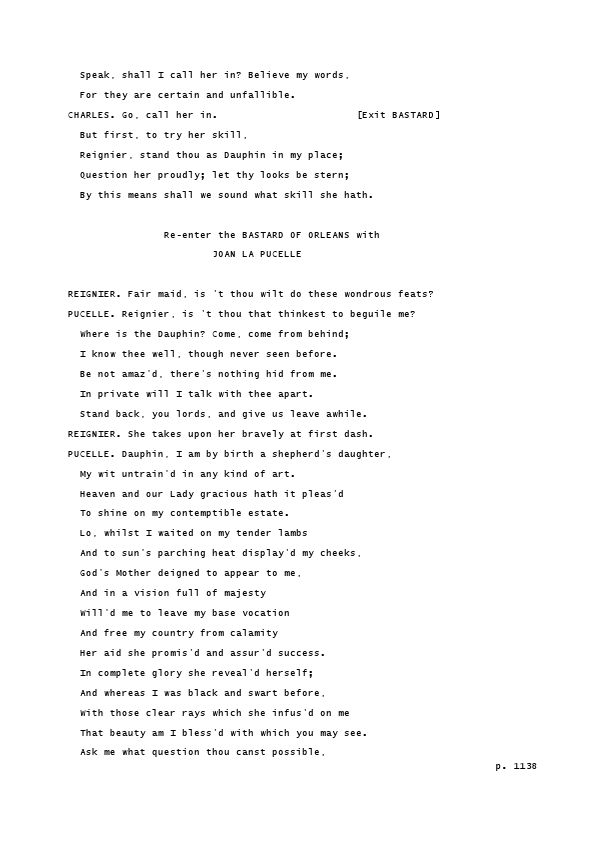 Speak, shall I call her in? Believe my words,
For they are certain and unfallible.
CHARLES. Go, call her in. [Exit BASTARD]
But first, to try her skill,
Reignier, stand thou as Dauphin in my place;
Question her proudly; let thy looks be stern;
By this means shall we sound what skill she hath.
Re-enter the BASTARD OF ORLEANS with
JOAN LA PUCELLE
REIGNIER. Fair maid, is 't thou wilt do these wondrous feats?
PUCELLE. Reignier, is 't thou that thinkest to beguile me?
Where is the Dauphin? Come, come from behind;
I know thee well, though never seen before.
Be not amaz'd, there's nothing hid from me.
In private will I talk with thee apart.
Stand back, you lords, and give us leave awhile.
REIGNIER. She takes upon her bravely at first dash.
PUCELLE. Dauphin, I am by birth a shepherd's daughter,
My wit untrain'd in any kind of art.
Heaven and our Lady gracious hath it pleas'd
To shine on my contemptible estate.
Lo, whilst I waited on my tender lambs
And to sun's parching heat display'd my cheeks,
God's Mother deigned to appear to me,
And in a vision full of majesty
Will'd me to leave my base vocation
And free my country from calamity
Her aid she promis'd and assur'd success.
In complete glory she reveal'd herself;
And whereas I was black and swart before,
With those clear rays which she infus'd on me
That beauty am I bless'd with which you may see.
Ask me what question thou canst possible,
p. 1138